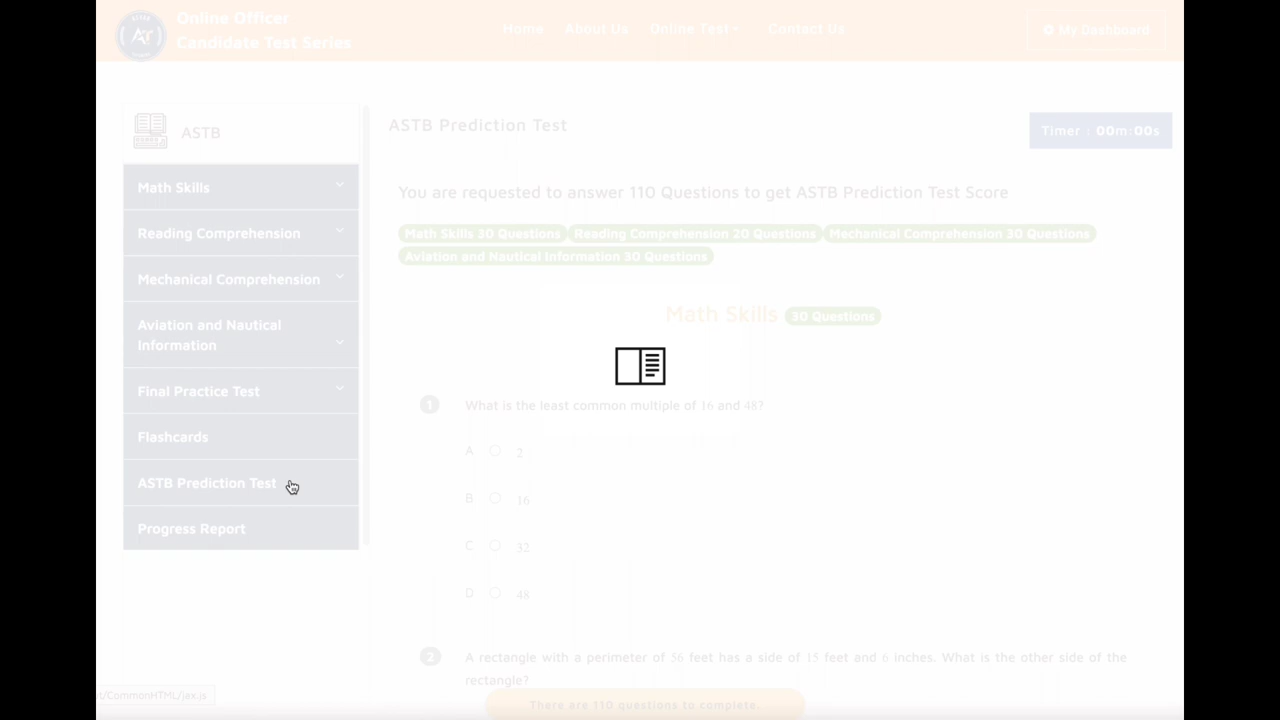 Online Officer
Candidate Test Series
Home About Us Online Test Contact Us
My Dashboard
ASTB
Math Skills
Reading Comprehension
Mechanical Comprehension
Aviation and Nautical
Information
Final Practice Test
Flashcards
ASTB Prediction Test
Progress Report
ASTB Prediction Test
Timer : 00m:00s
You are requested to answer 110 Questions to get ASTB Prediction Test Score
Math Skills 30 Questions Reading Comprehension 20 Questions Mechanical Comprehension 30 Questions
Aviation and Nautical Information 30 Questions
Math Skills 30 Questions
1 What is the least common multiple of 16 and 48?
A 2
B 16
C 32
D 48
2 A rectangle with a perimeter of 56 feet has a side of 15 feet and 6 inches. What is the other side of the
rectangle?
There are 110 questions to complete.
t/CommonHTML/jax.js